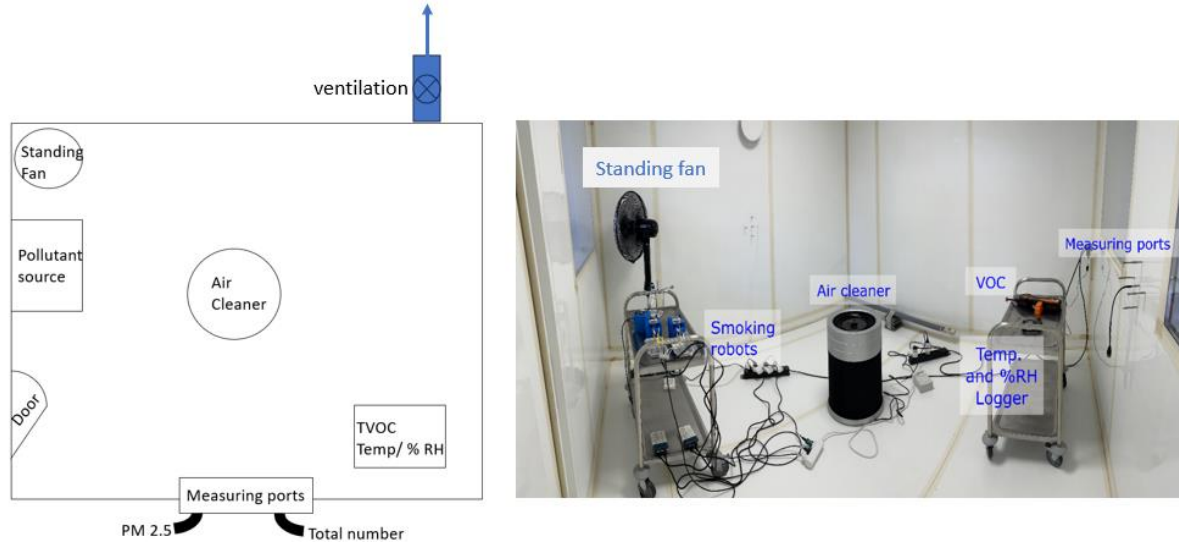 ventilation
Standing
Fan
Pollutant
source
Air
Cleaner
Door
TVOC
Temp/ % RH
Measuring ports
PM 2.5
Total number
Standing fan
Measuring ports
VOC
Air cleaner
Smoking
robots
Temp.
and %RH
Logger